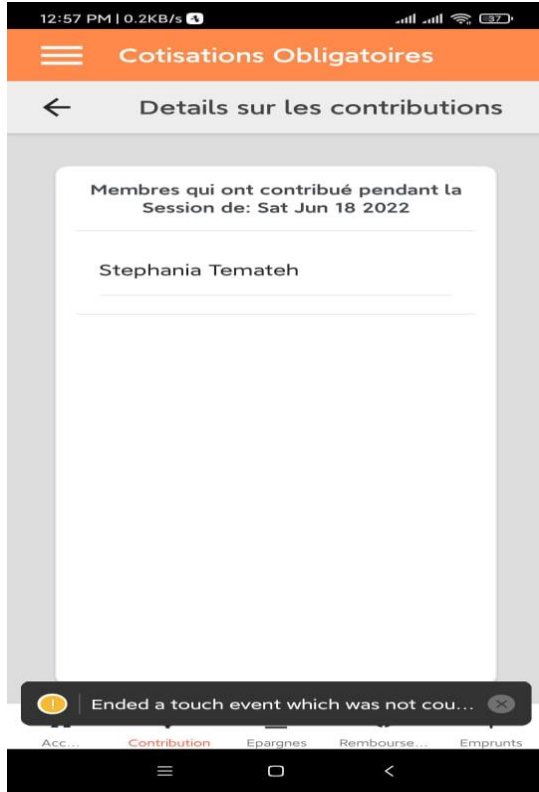 12:57 PM | 0.2KB/s 37
Cotisations Obligatoires
Details sur les contributions
Membres qui ont contribué pendant la
Session de: Sat Jun 18 2022
Stephania Temateh
! Ended a touch event which was not cou...
Acc... Contribution Epargnes Rembourse... Emprunts